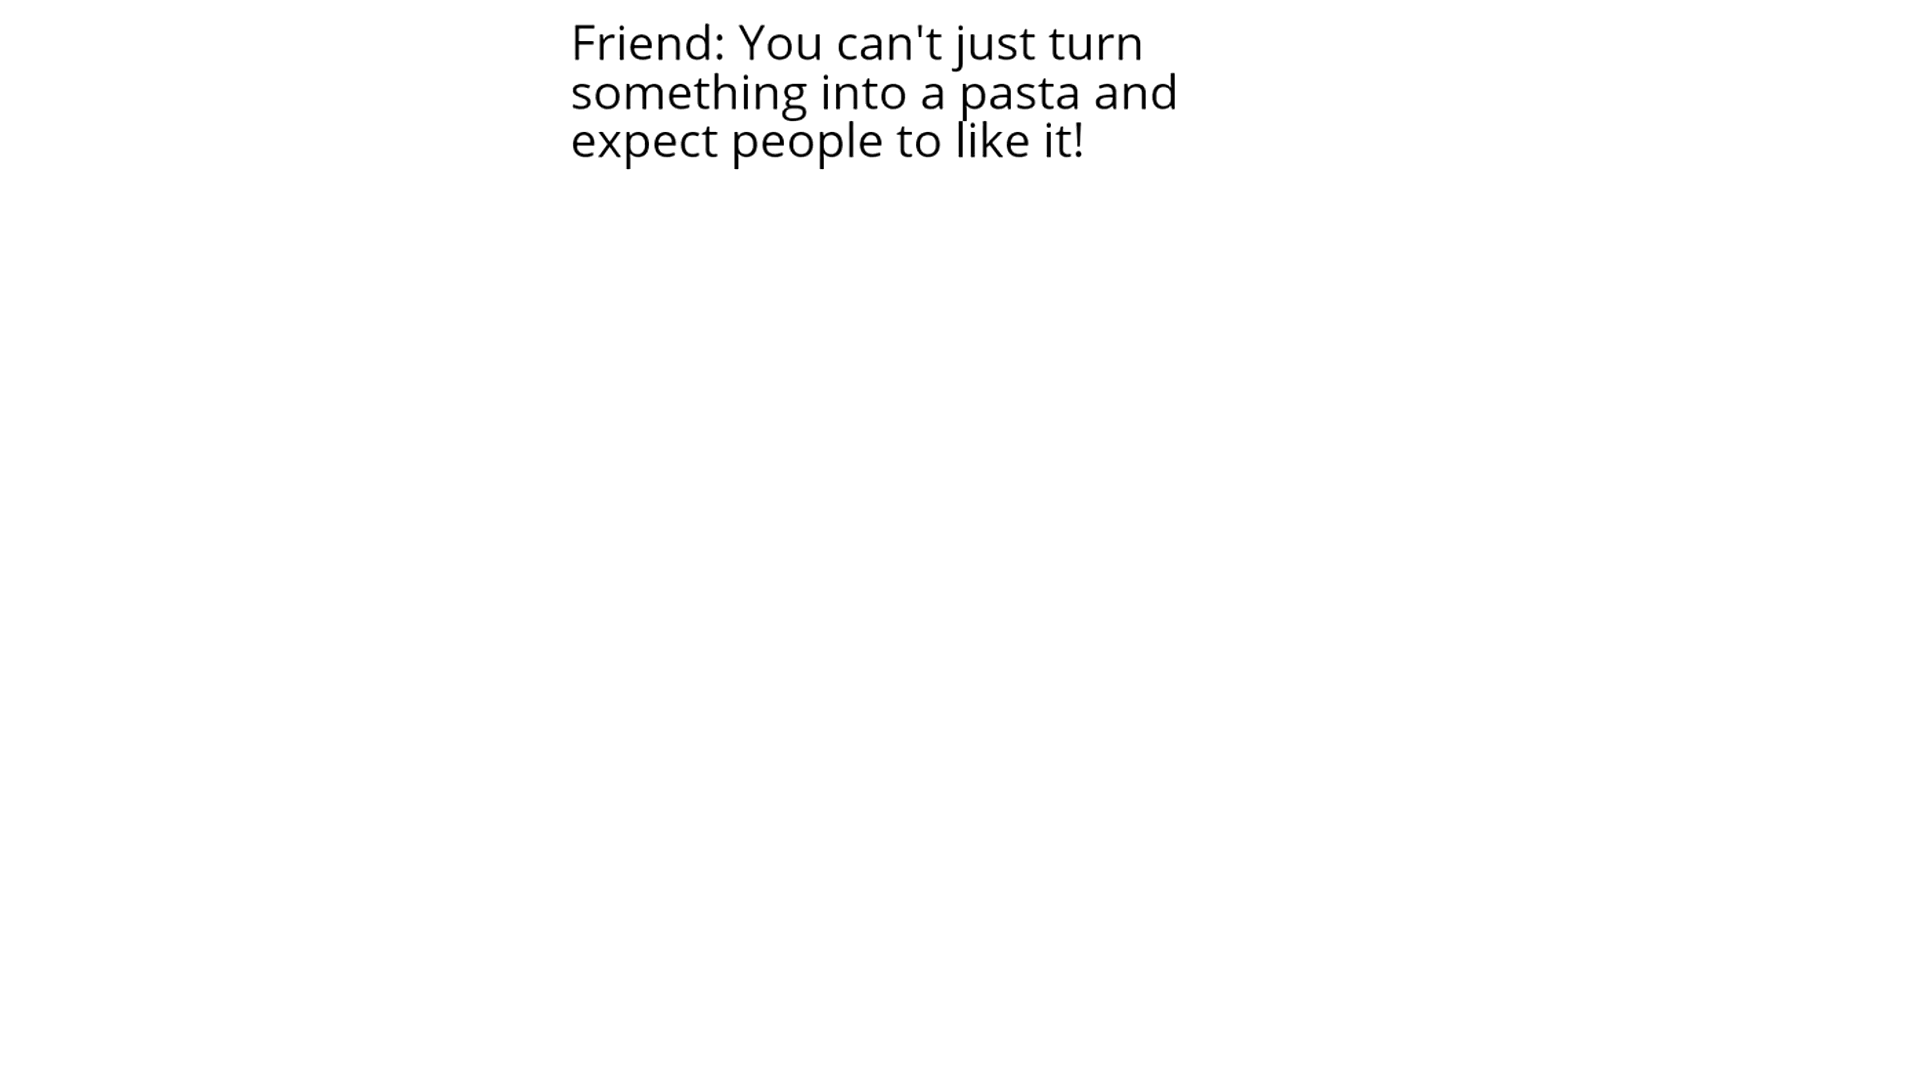 Friend: You can't just turn
something into a pasta and
expect people to like it!